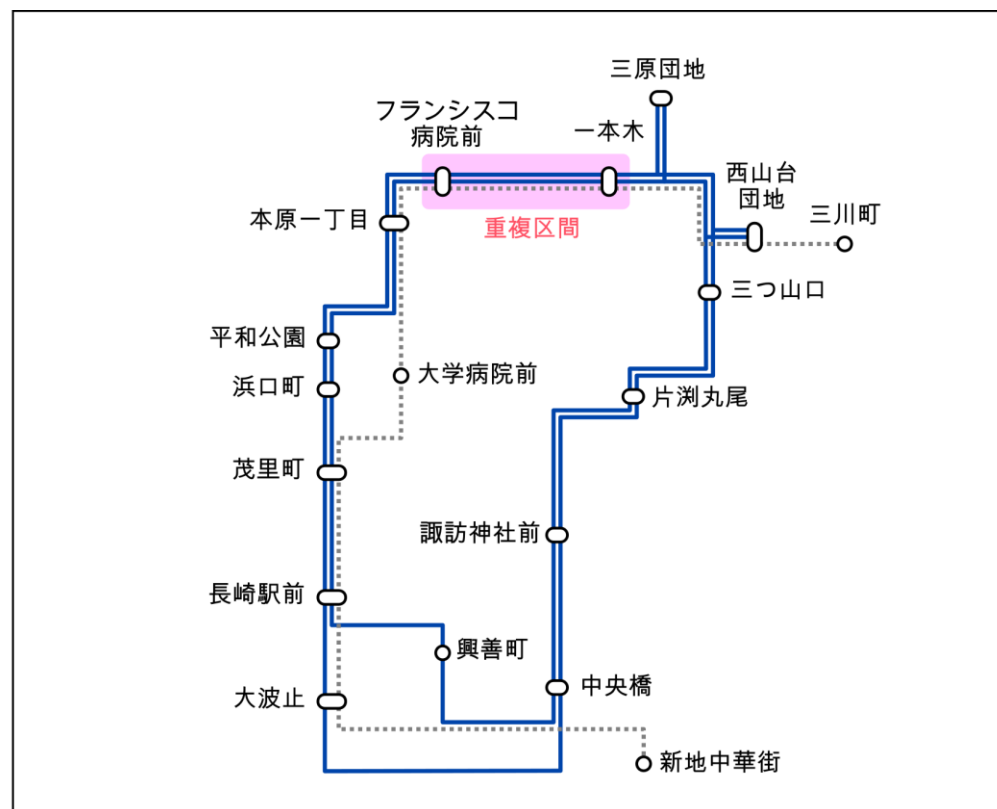 三原団地
フランシスコ
病院前
一本木
西山台
団地
三川町
本原一丁目
重複区間
三つ山口
平和公園
大学病院前
浜口町
片渕丸尾
茂里町
諏訪神社前
長崎駅前
興善町
中央橋
大波止
新地中華街